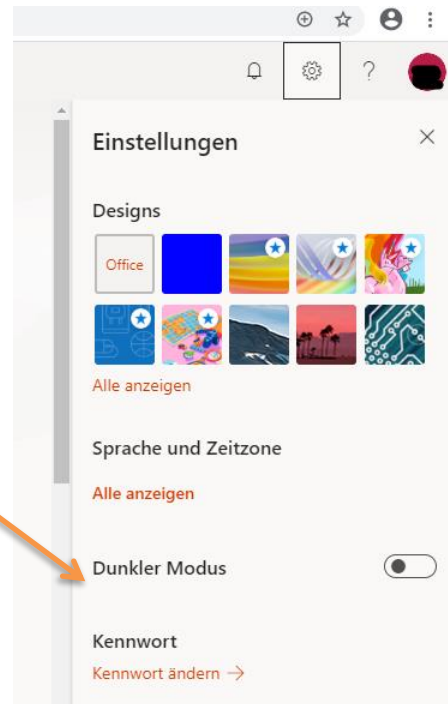 Einstellungen
Designs
Office
Alle anzeigen
Sprache und Zeitzone
Alle anzeigen
Dunkler Modus
Kennwort
Kennwort ändern →